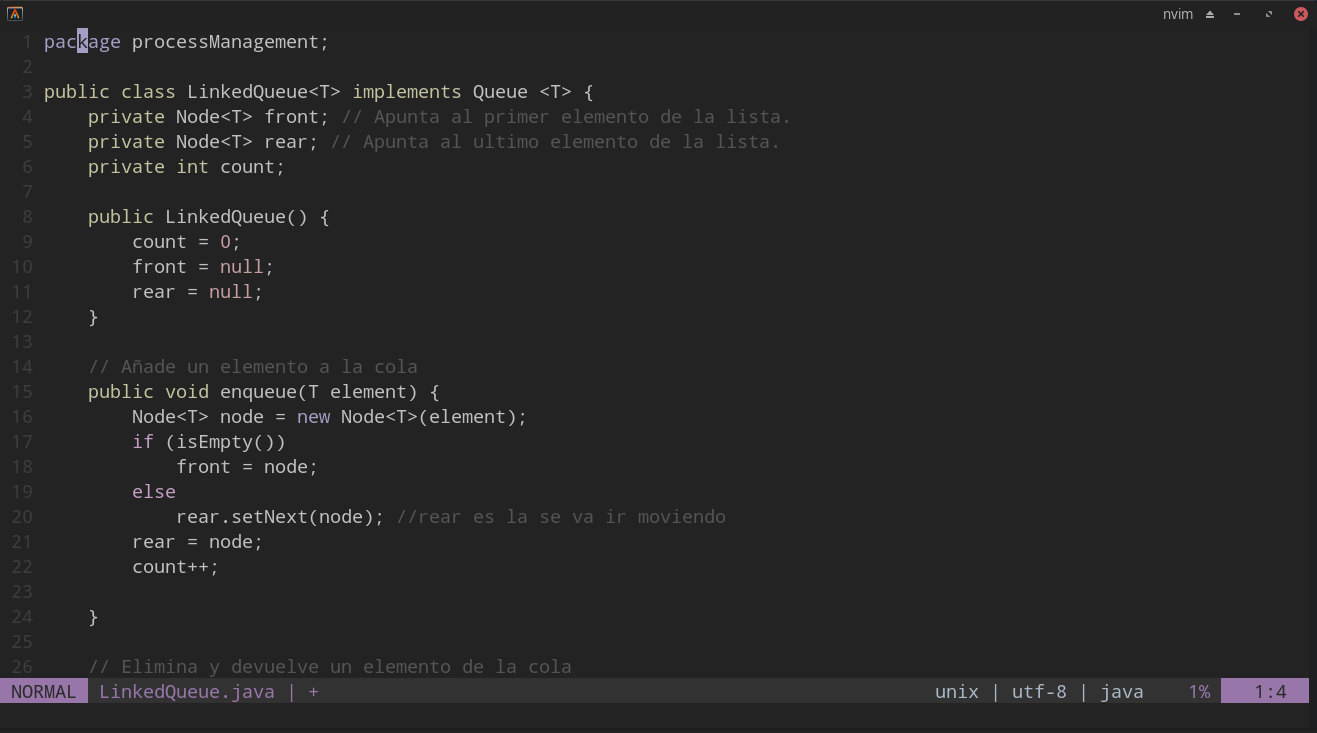 nvim
1 package processManagement;
2
3 public class LinkedQueue<T> implements Queue <T> {
4     private Node<T> front; // Apunta al primer elemento de la lista.
5     private Node<T> rear; // Apunta al ultimo elemento de la lista.
6     private int count;
7
8     public LinkedQueue() {
9         count = 0;
10         front = null;
11         rear = null;
12     }
13
14     // Añade un elemento a la cola
15     public void enqueue(T element) {
16         Node<T> node = new Node<T>(element);
17         if (isEmpty())
18             front = node;
19         else
20             rear.setNext(node); //rear es la se va ir moviendo
21         rear = node;
22         count++;
23
24     }
25
26     // Elimina y devuelve un elemento de la cola
NORMAL LinkedQueue.java | + unix | utf-8 | java 1% 1:4